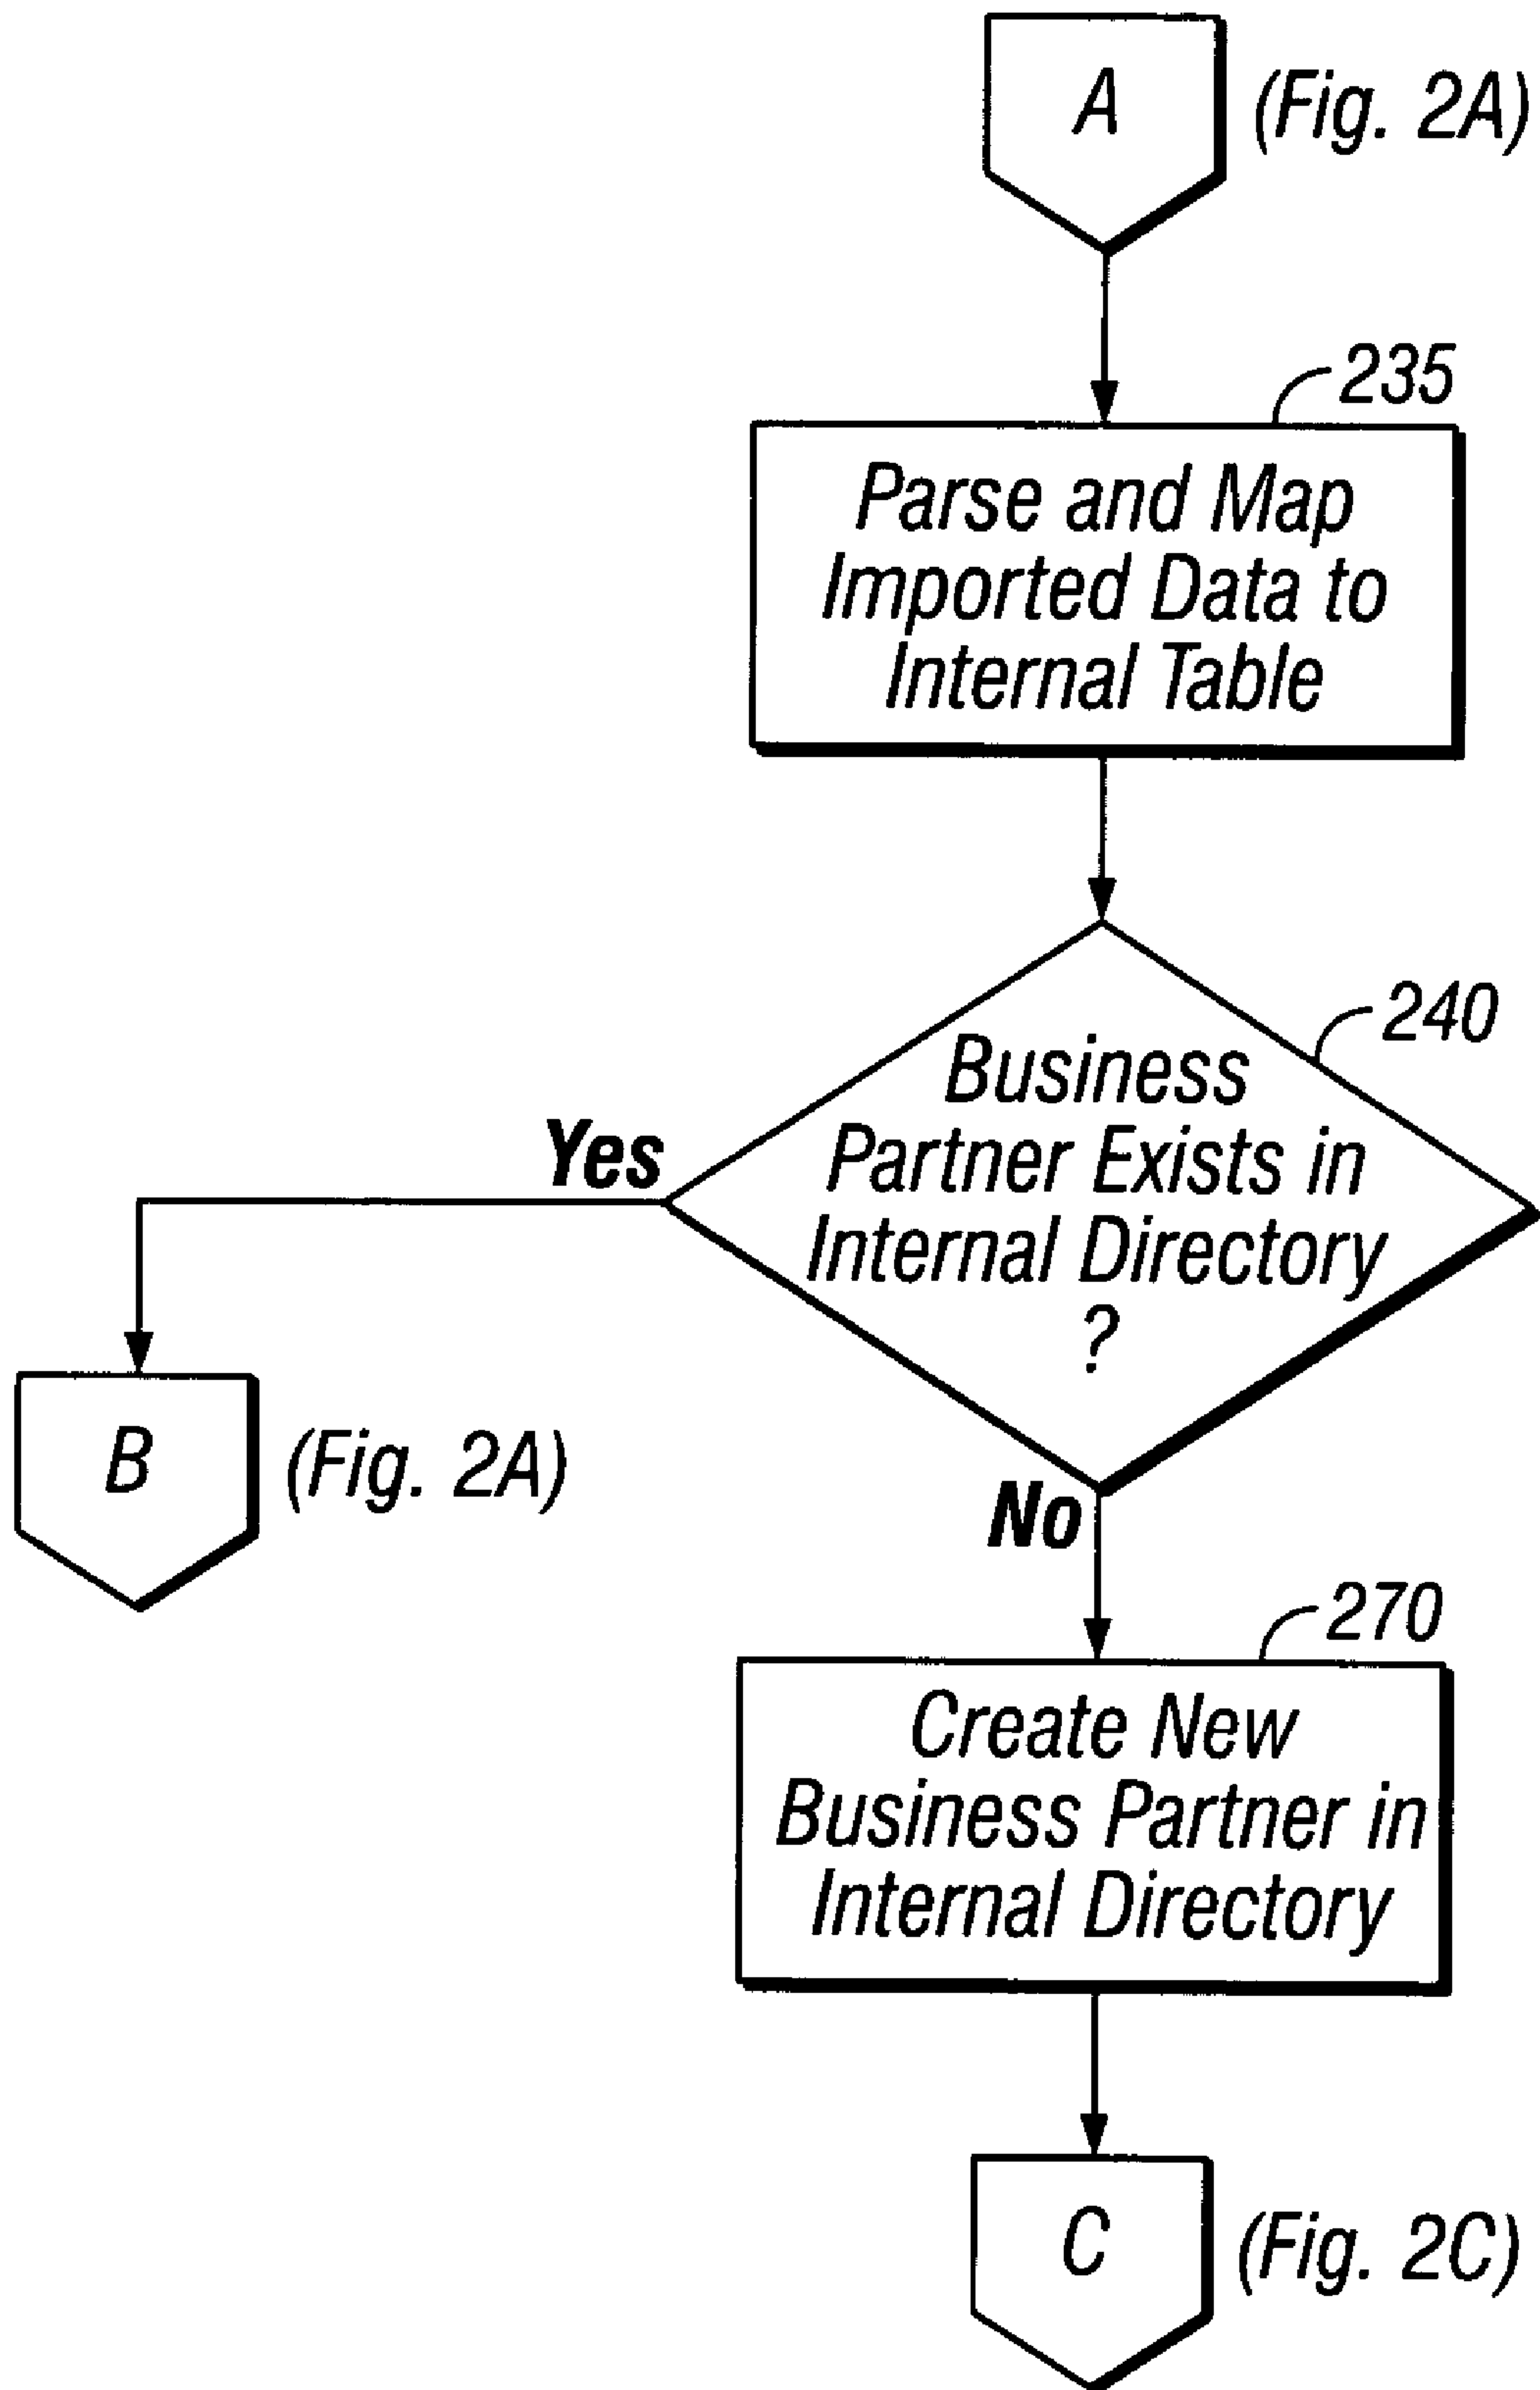 A
(Fig. 2A)
235
Parse and Map
Imported Data to
Internal Table
240
Business
Partner Exists in
Internal Directory
?
Yes
B
(Fig. 2A)
No
270
Create New
Business Partner in
Internal Directory
C
(Fig. 2C)